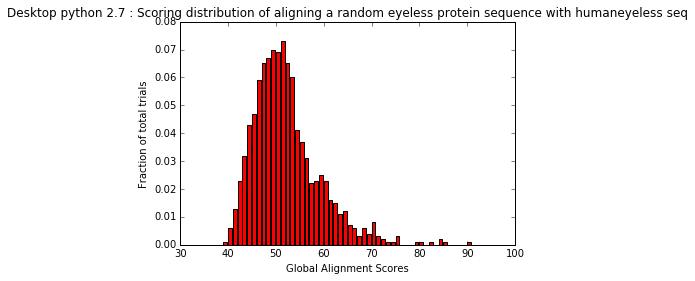 Desktop python 2.7 : Scoring distribution of aligning a random eyeless protein sequence with humaneyeless seq
0.08
0.07
0.06
0.05
0.04
0.03
0.02
0.01
0.00
Fraction of total trials
30 40 50 60 70 80 90 100
Global Alignment Scores